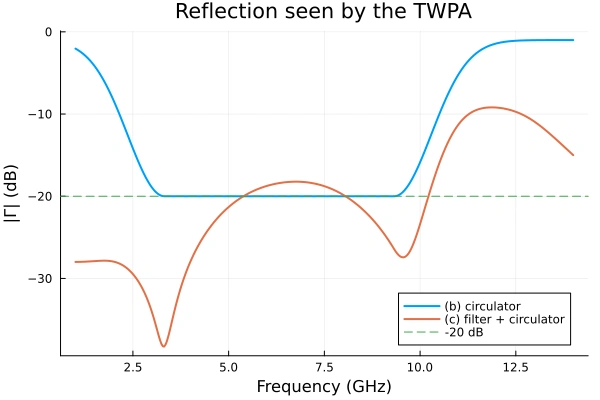 Reflection seen by the TWPA
|Γ| (dB)
0
−10
−20
−30
2.5 5.0 7.5 10.0 12.5
Frequency (GHz)
(b) circulator
(c) filter + circulator
-20 dB